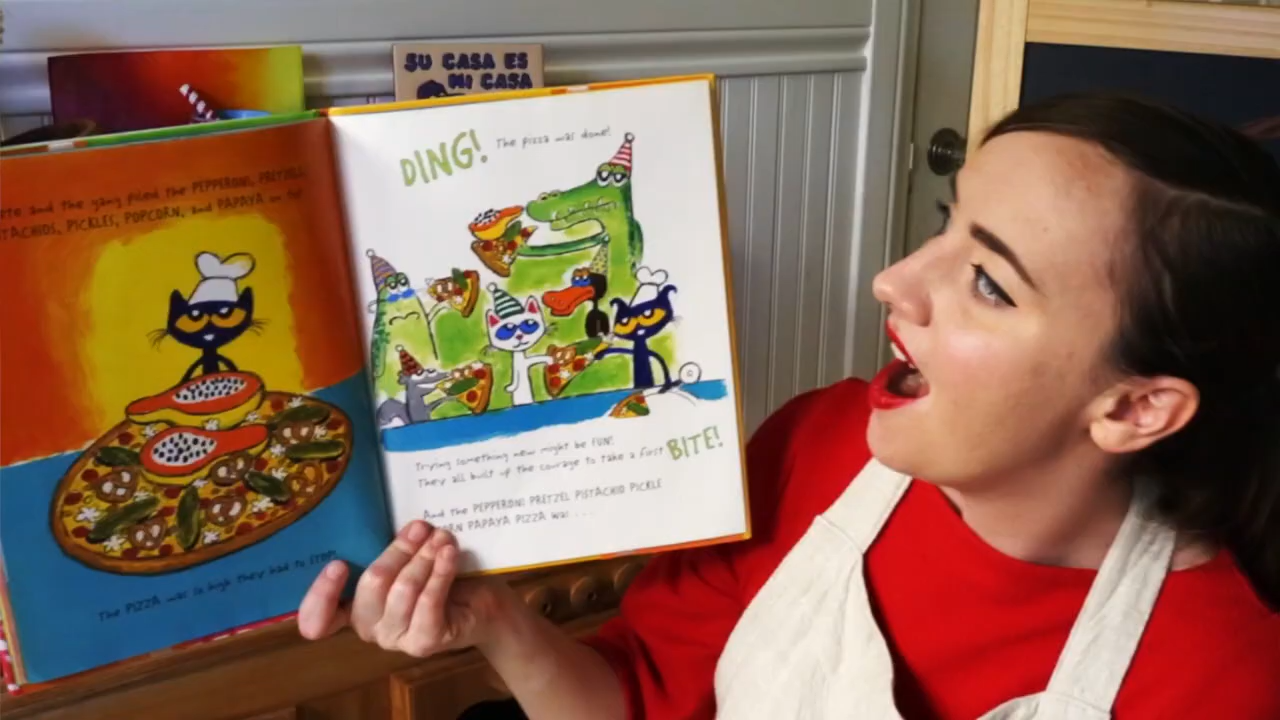 SU CASA ES
MI CASA
and the gang piled the PEPPERONI, PRETZELS,
PICKLES, POPCORN, and PAPAYA on the
The PIZZA was so high they had to STOP!
DING! The pizza was done!
Trying something new might be FUN!
They all built up the courage to take a first BITE!
And the PEPPERONI PRETZEL PISTACHIO PICKLE
PAPAYA PIZZA was . . .